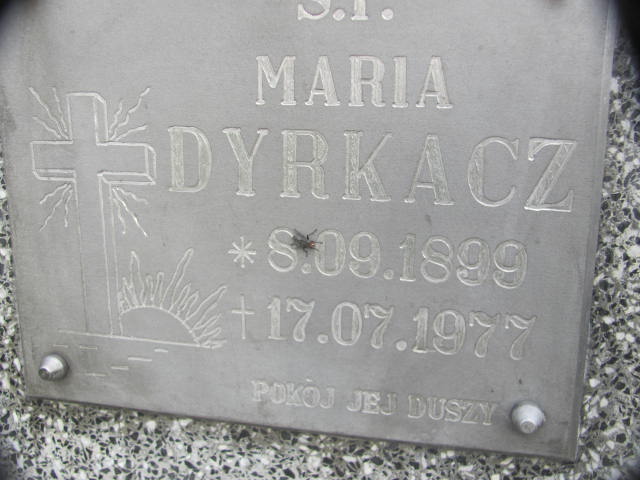 Ś.P.
MARIA
DYRKACZ
* 8.09.1899
† 17.07.1977
POKÓJ JEJ DUSZY